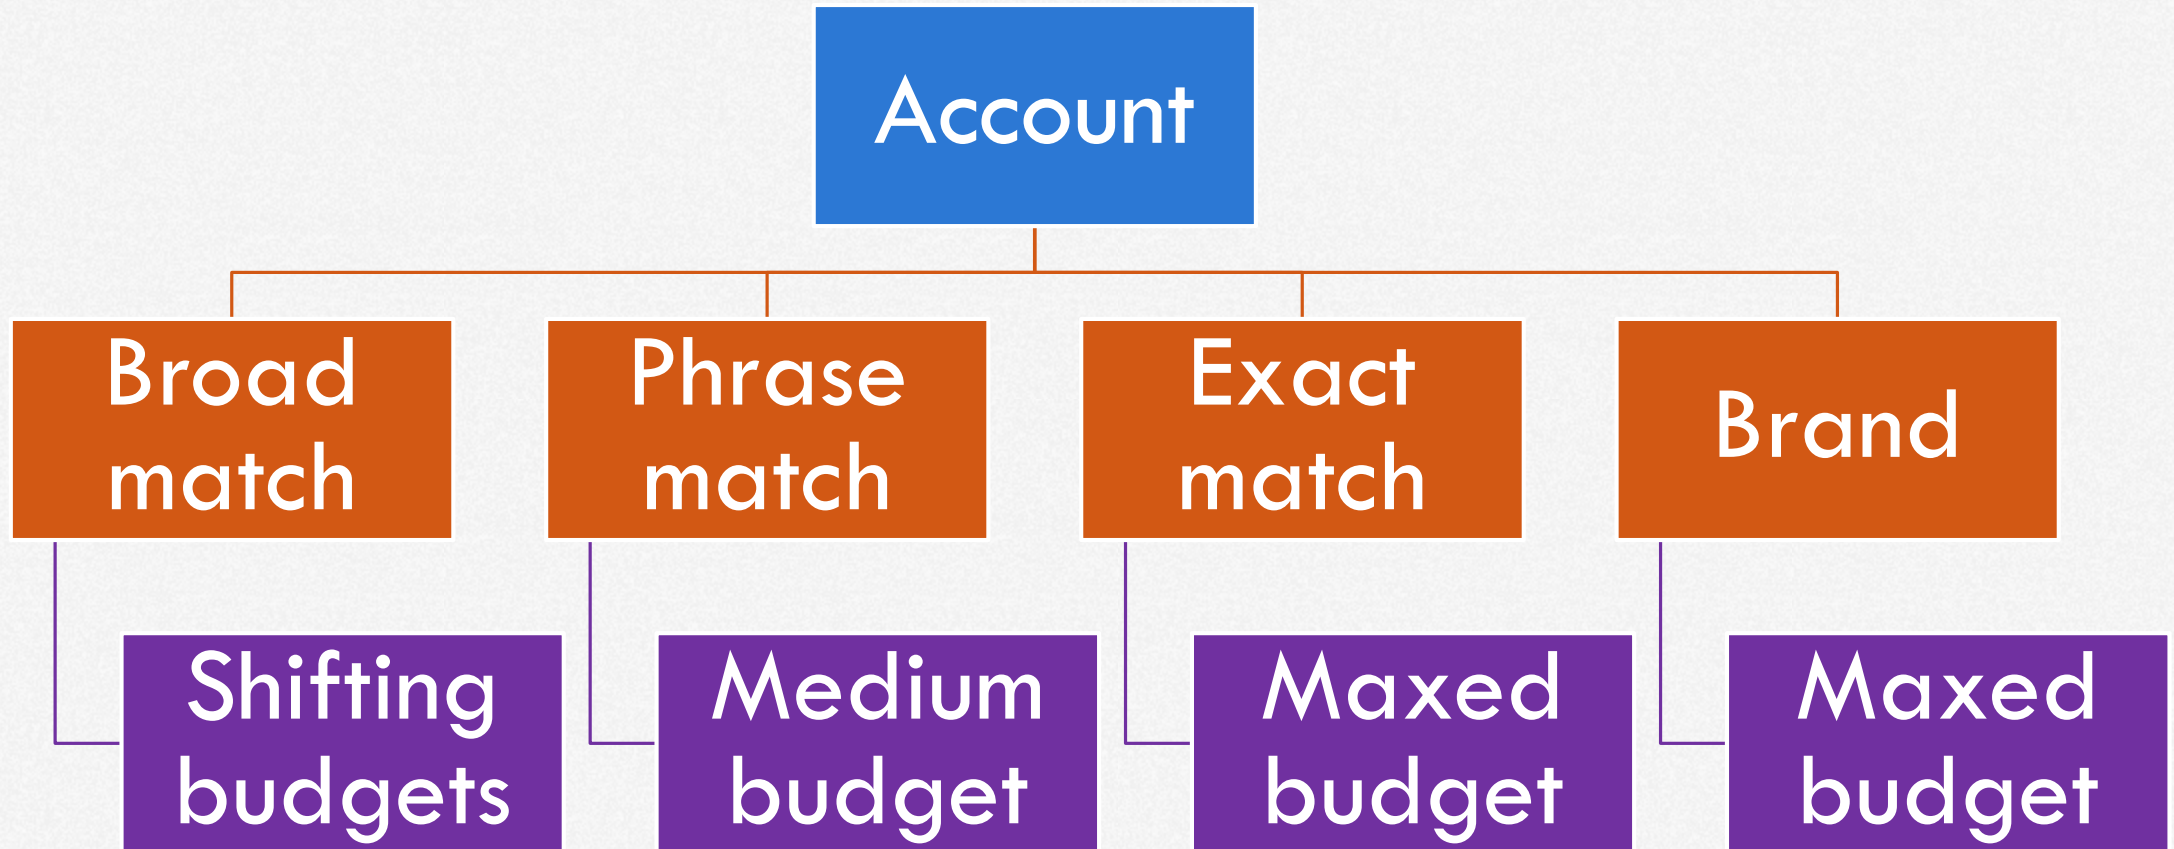 Account
Broad
match
Phrase
match
Exact
match
Brand
Shifting
budgets
Medium
budget
Maxed
budget
Maxed
budget